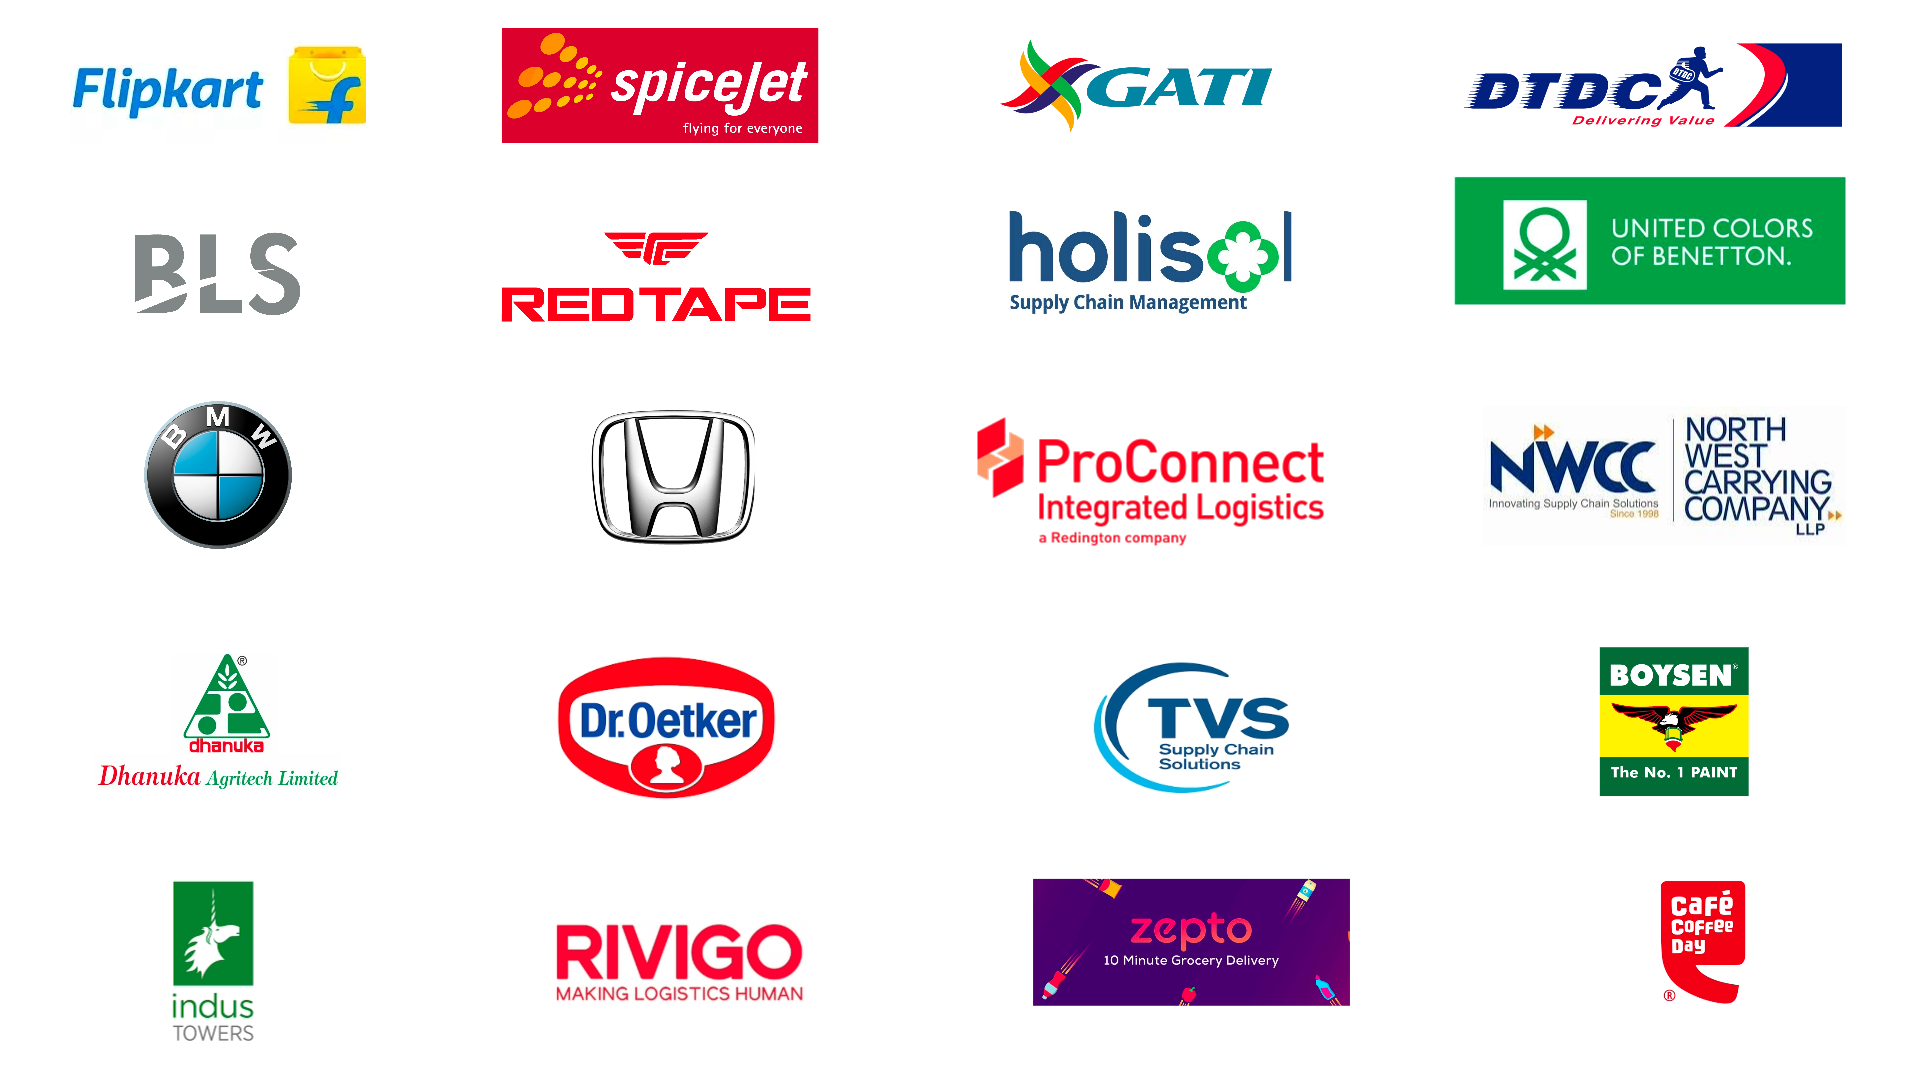 Flipkart
f
spiceJet
flying for everyone
GATI
DTDC
DTDC
Delivering Value
BLS
REDTAPE
holisol
Supply Chain Management
UNITED COLORS
OF BENETTON.
BMW
ProConnect
Integrated Logistics
a Redington company
NWCC
Innovating Supply Chain Solutions
Since 1998
NORTH
WEST
CARRYING
COMPANY
LLP
®
dhanuka
Dhanuka Agritech Limited
Dr.Oetker
TVS
Supply Chain
Solutions
BOYSEN®
The No. 1 PAINT
indus
TOWERS
RIVIGO
MAKING LOGISTICS HUMAN
zepto
10 Minute Grocery Delivery
Café
Coffee
Day
®